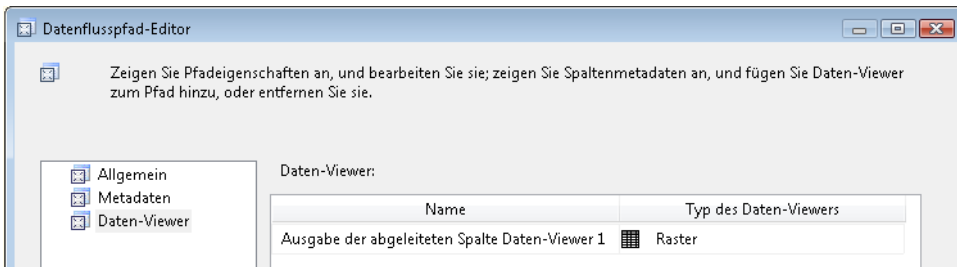 Datenflusspfad-Editor
Zeigen Sie Pfadeigenschaften an, und bearbeiten Sie sie; zeigen Sie Spaltenmetadaten an, und fügen Sie Daten-Viewer
zum Pfad hinzu, oder entfernen Sie sie.
Allgemein
Metadaten
Daten-Viewer
Daten-Viewer:
Name Typ des Daten-Viewers
Ausgabe der abgeleiteten Spalte Daten-Viewer 1 Raster